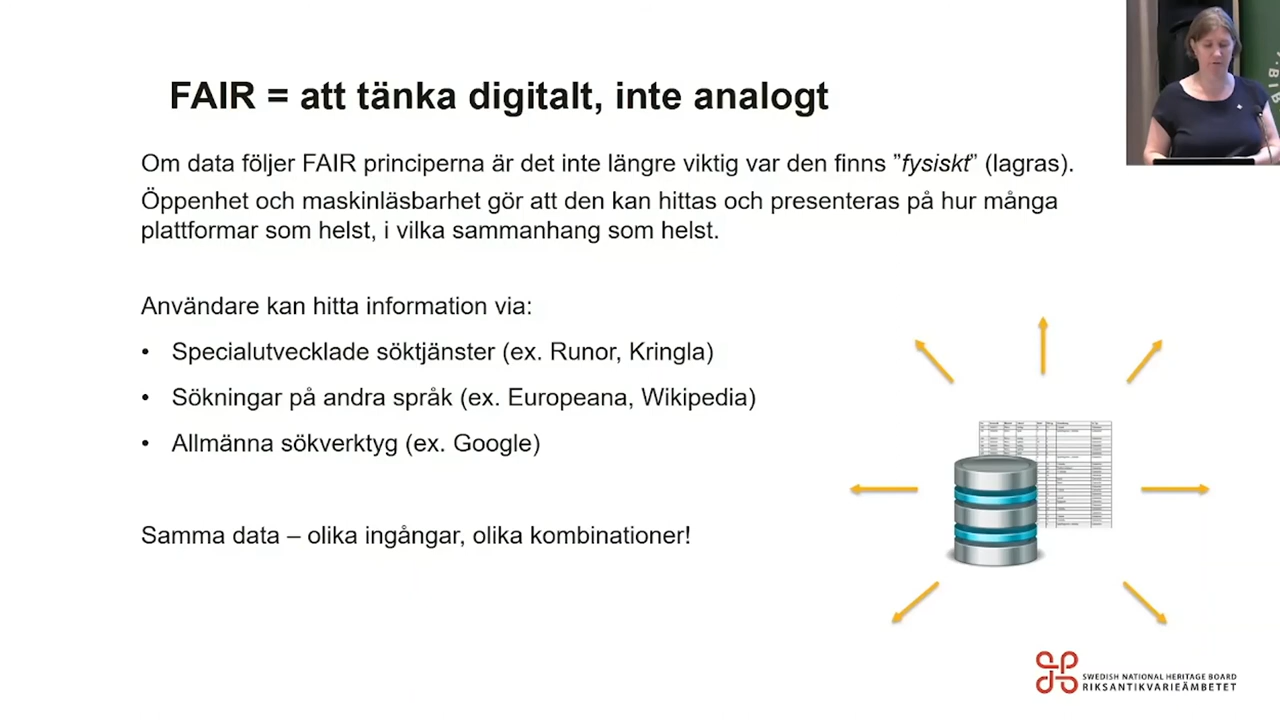 FAIR = att tänka digitalt, inte analogt
Om data följer FAIR principerna är det inte längre viktig var den finns ”fysiskt” (lagras).
Öppenhet och maskinläsbarhet gör att den kan hittas och presenteras på hur många
plattformar som helst, i vilka sammanhang som helst.
Användare kan hitta information via:
• Specialutvecklade söktjänster (ex. Runor, Kringla)
• Sökningar på andra språk (ex. Europeana, Wikipedia)
• Allmänna sökverktyg (ex. Google)
Samma data – olika ingångar, olika kombinationer!
SWEDISH NATIONAL HERITAGE BOARD
RIKSANTIKVARIEÄMBETET